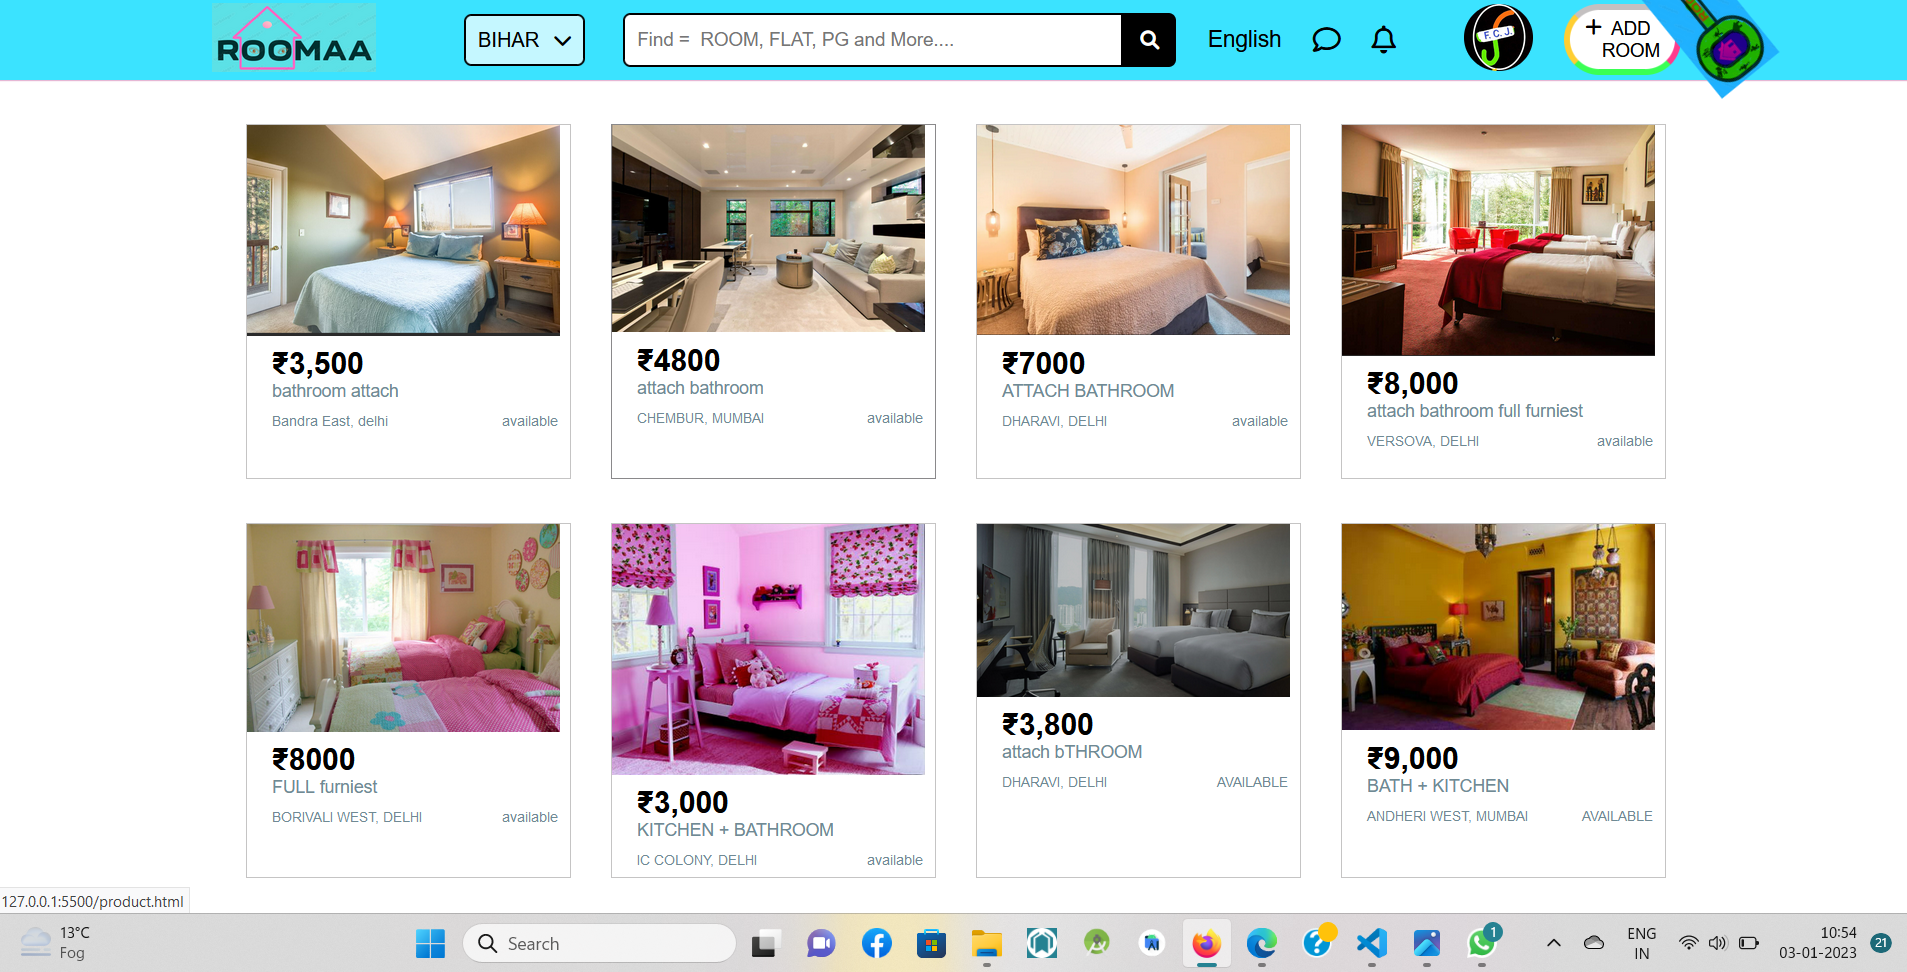 ROOMAA
BIHAR
Find =  ROOM, FLAT, PG and More....
English
F. C. J.
+ ADD
ROOM
₹3,500
bathroom attach
Bandra East, delhi
available
₹4800
attach bathroom
CHEMBUR, MUMBAI
available
₹7000
ATTACH BATHROOM
DHARAVI, DELHI
available
₹8,000
attach bathroom full furniest
VERSOVA, DELHI
available
₹8000
FULL furniest
BORIVALI WEST, DELHI
available
₹3,000
KITCHEN + BATHROOM
IC COLONY, DELHI
available
₹3,800
attach bTHROOM
DHARAVI, DELHI
AVAILABLE
₹9,000
BATH + KITCHEN
ANDHERI WEST, MUMBAI
AVAILABLE
127.0.0.1:5500/product.html
13°C
Fog
Search
1
ENG
IN
10:54
03-01-2023
21